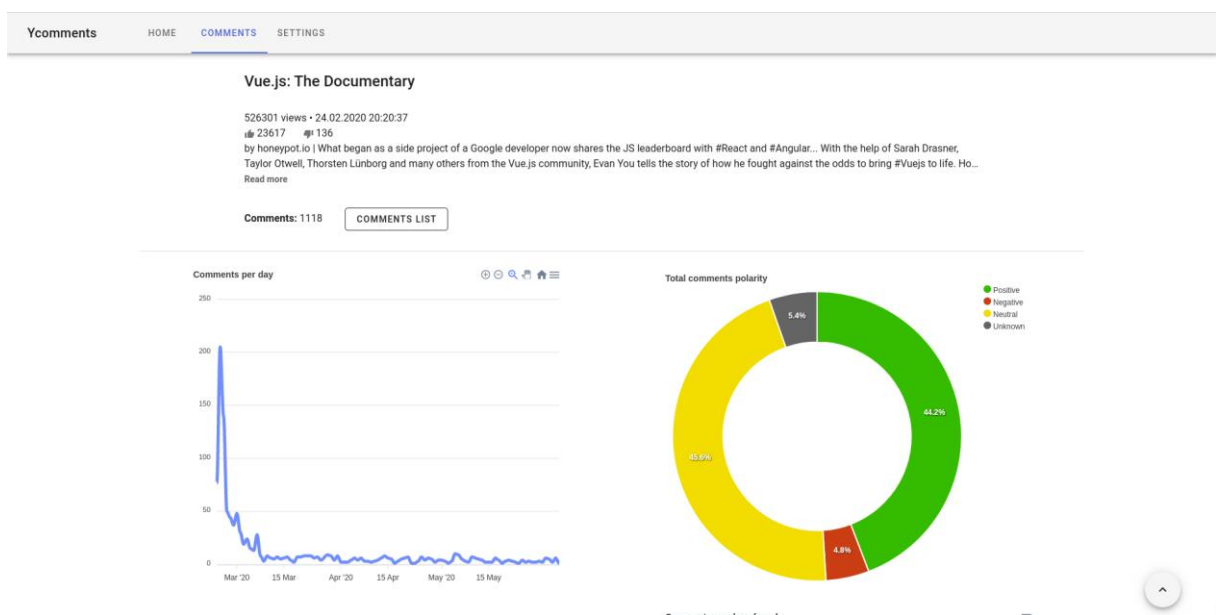 Ycomments
HOME COMMENTS SETTINGS
Vue.js: The Documentary
526301 views • 24.02.2020 20:20:37
23617 136
by honeypot.io | What began as a side project of a Google developer now shares the JS leaderboard with #React and #Angular... With the help of Sarah Drasner,
Taylor Otwell, Thorsten Lünborg and many others from the Vue.js community, Evan You tells the story of how he fought against the odds to bring #Vuejs to life. Ho...
Read more
Comments: 1118 COMMENTS LIST
Comments per day
250
200
150
100
50
0
Mar '20 15 Mar Apr '20 15 Apr May '20 15 May
Total comments polarity
Positive
Negative
Neutral
Unknown
5.4%
44.2%
45.6%
4.8%